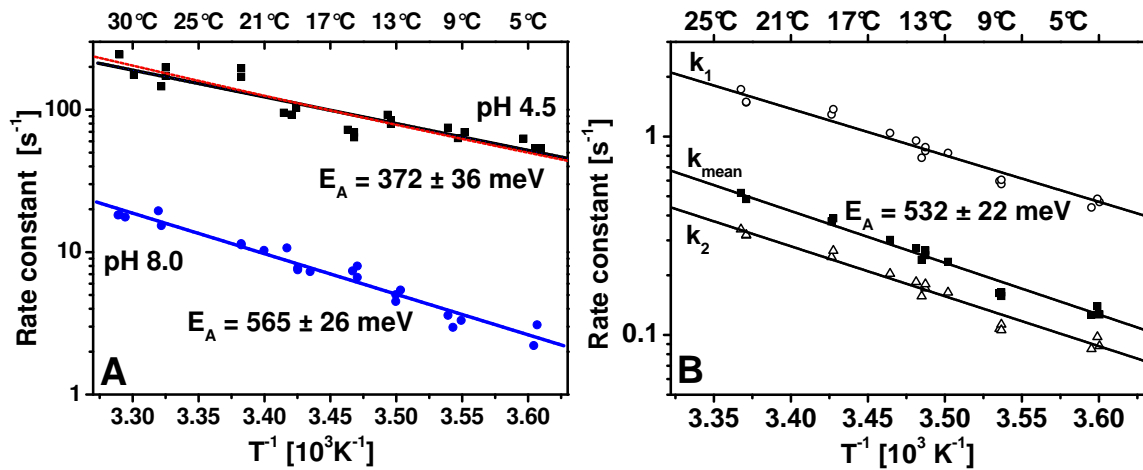 30°C 25°C 21°C 17°C 13°C 9°C 5°C
100
10
1
Rate constant [s⁻¹]
pH 4.5
E_A = 372 ± 36 meV
pH 8.0
E_A = 565 ± 26 meV
A
3.30 3.35 3.40 3.45 3.50 3.55 3.60
T⁻¹ [10³K⁻¹]
25°C 21°C 17°C 13°C 9°C 5°C
1
0.1
Rate constant [s⁻¹]
k₁
k_mean
E_A = 532 ± 22 meV
k₂
B
3.35 3.40 3.45 3.50 3.55 3.60
T⁻¹ [10³ K⁻¹]